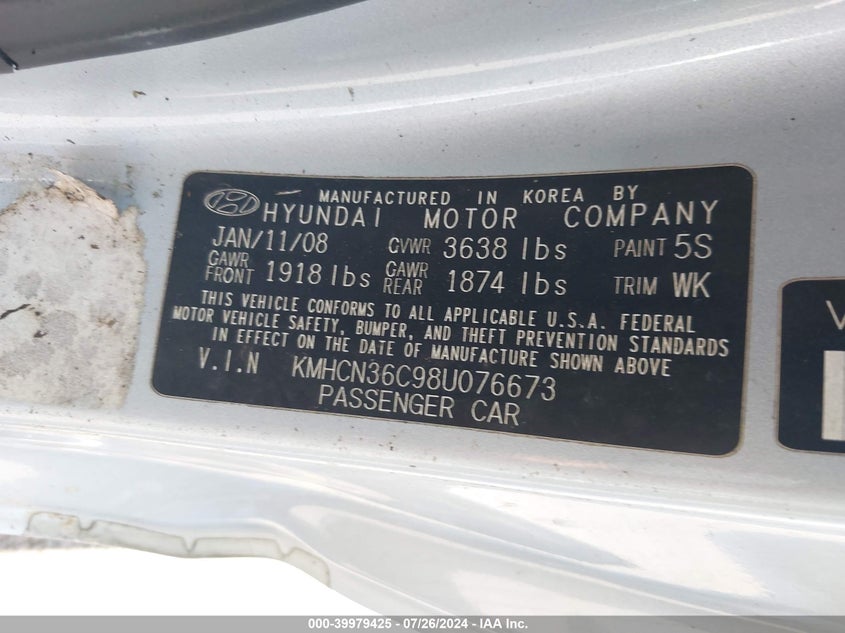 MANUFACTURED IN KOREA BY
HYUNDAI MOTOR COMPANY
JAN/11/08 GVWR 3638 lbs PAINT 5S
GAWR FRONT 1918 lbs GAWR REAR 1874 lbs TRIM WK
THIS VEHICLE CONFORMS TO ALL APPLICABLE U.S.A. FEDERAL
MOTOR VEHICLE SAFETY, BUMPER, AND THEFT PREVENTION STANDARDS
IN EFFECT ON THE DATE OF MANUFACTURE SHOWN ABOVE
V.I.N KMHCN36C98U076673
PASSENGER CAR
V
000-39979425 - 07/26/2024 - IAA Inc.